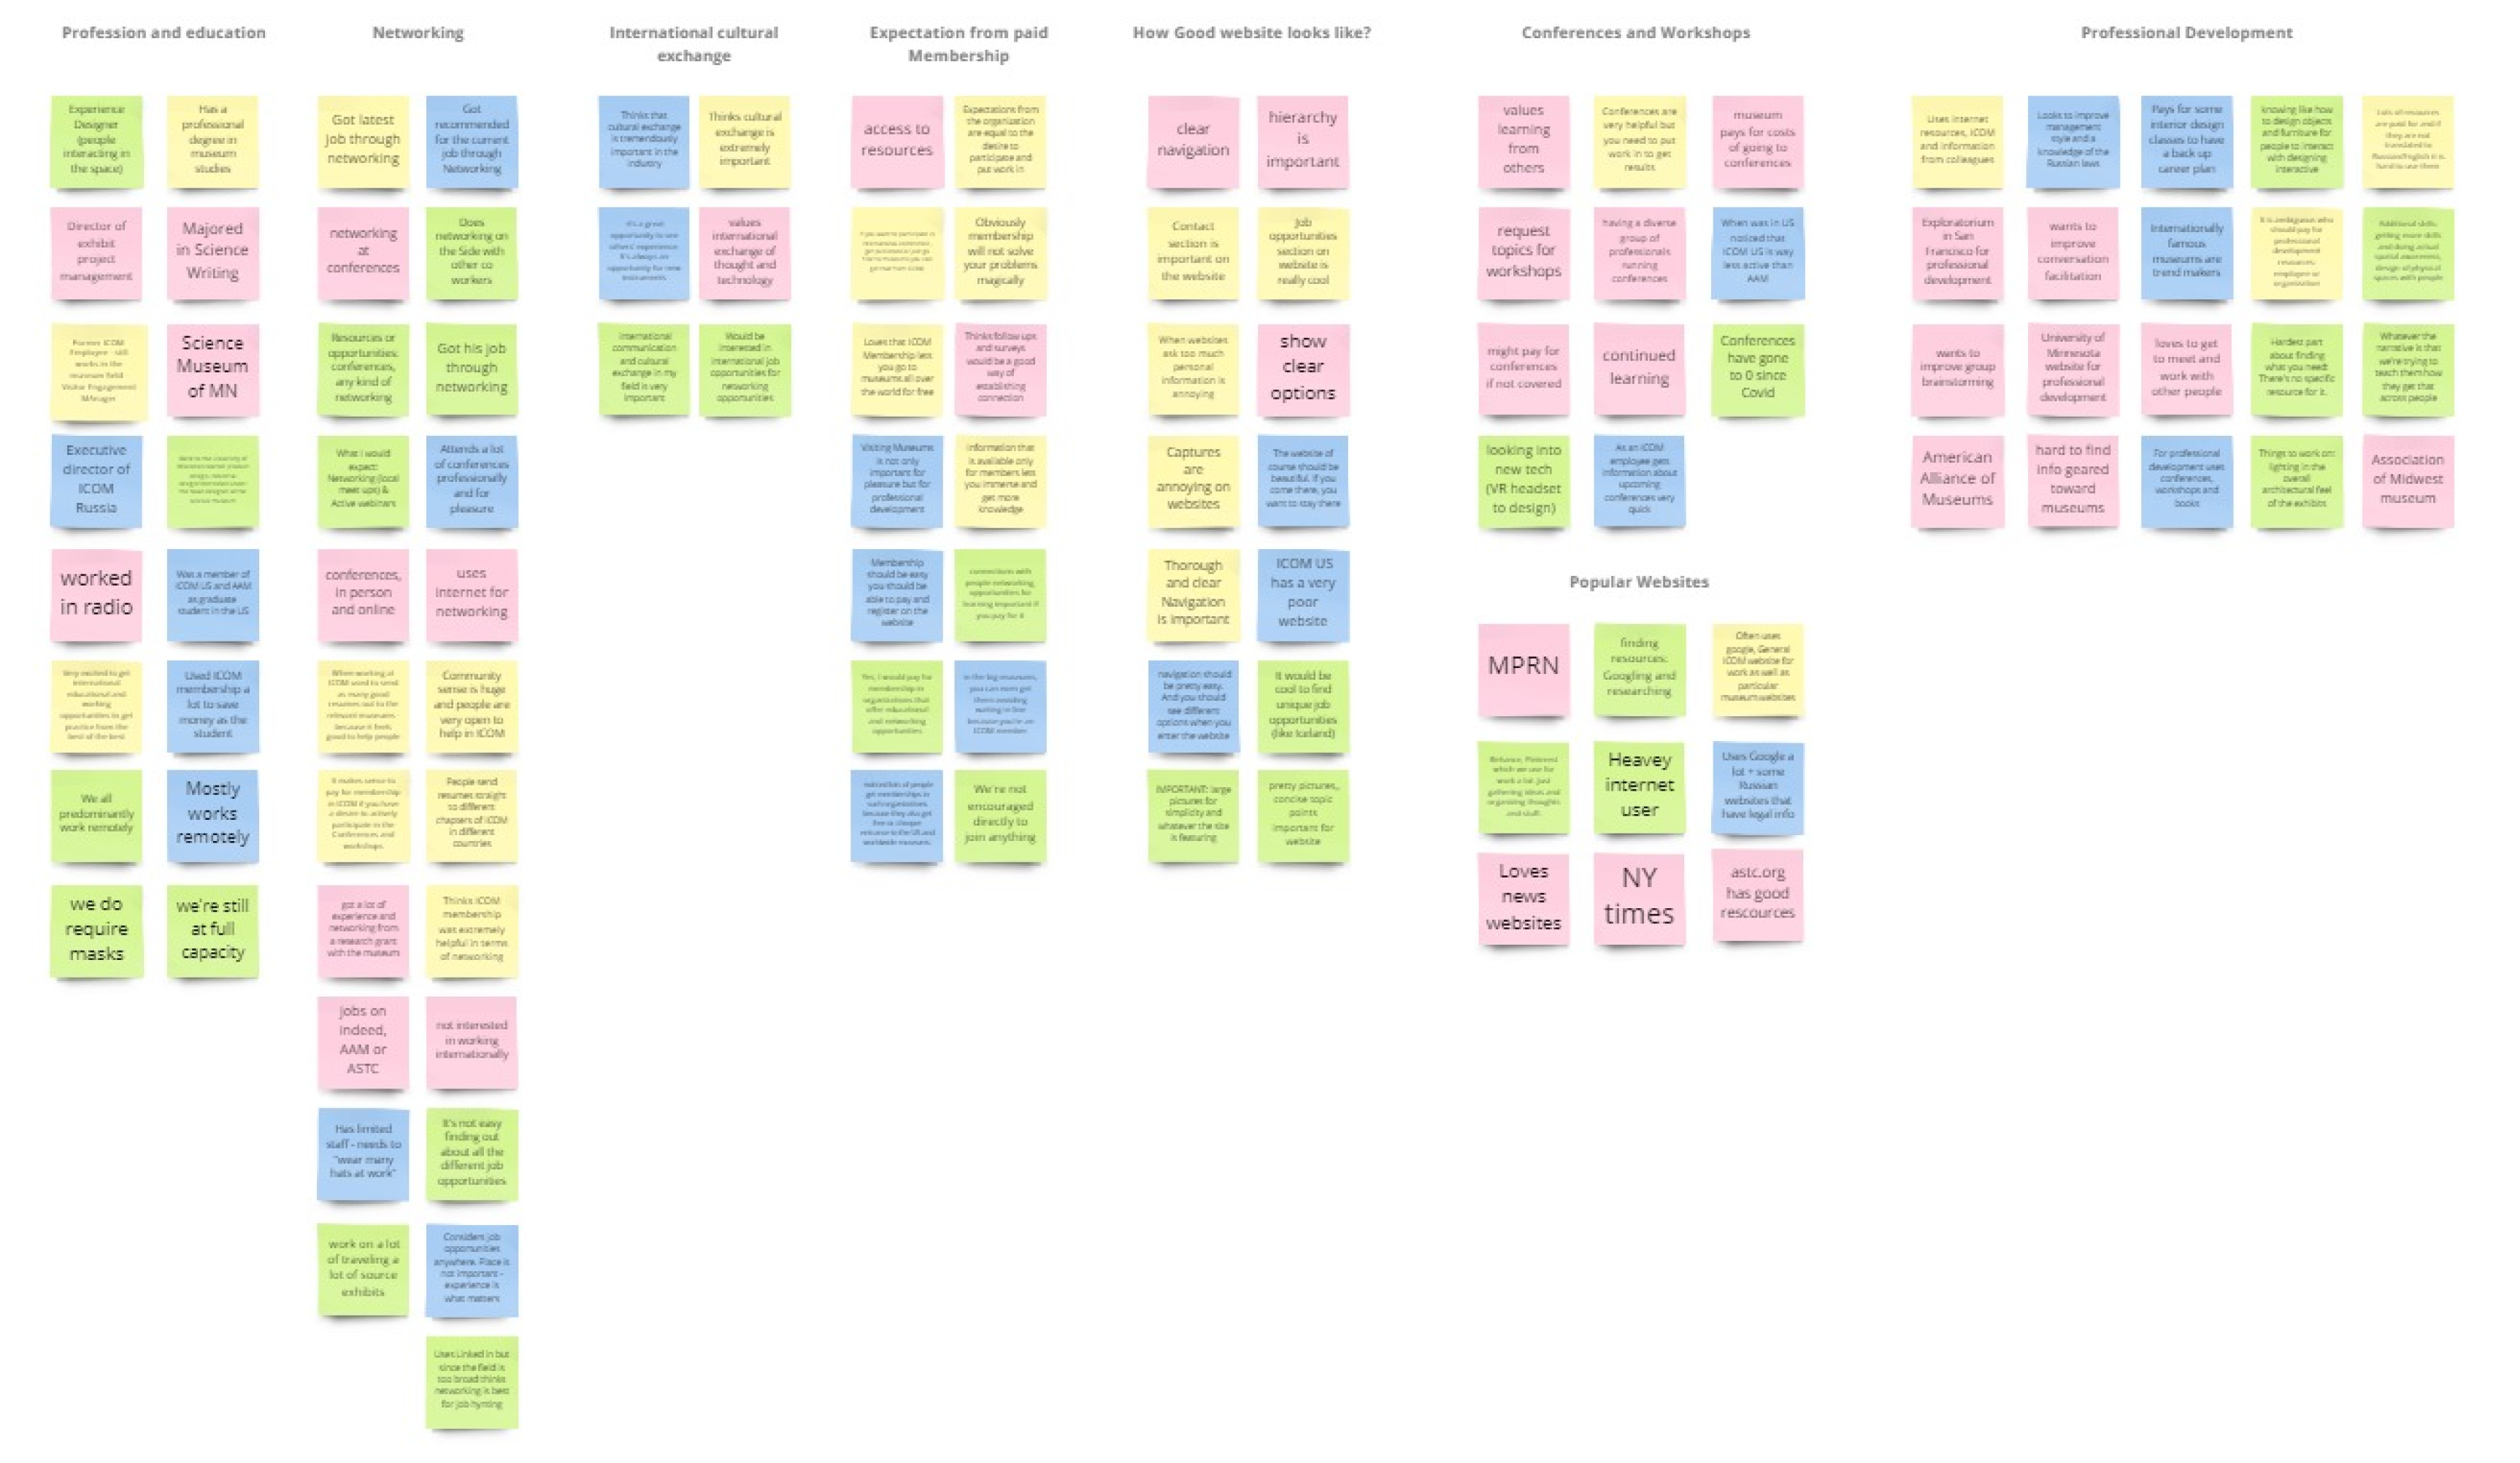 Profession and education
Experience
Designer
(people
interacting in
the space)
Has a
professional
degree in
museum
studies
Director of
exhibit
project
management
Majored
in Science
Writing
Former ICOM
Employee - still
works in the
museum field
Visitor Engagement
Manager
Science
Museum
of MN
Executive
director of
ICOM
Russia
worked
in radio
Was a member of
ICOM US and AAM
as graduate
student in the US
Very excited to get
international
educational and
working
opportunities to get
practice from the
best of the best
Used ICOM
membership a
lot to save
money as the
student
We all
predominantly
work remotely
Mostly
works
remotely
we do
require
masks
we're still
at full
capacity
Networking
Got latest
job through
networking
Got
recommended
for the current
job through
Networking
networking
at
conferences
Does
networking on
the Side with
other co
workers
Resources or
opportunities:
conferences,
any kind of
networking
Got his job
through
networking
What I would
expect:
Networking (local
meet ups) &
Active webinars
Attends a lot
of conferences
professionally
and for
pleasure
conferences,
in person
and online
uses
internet for
networking
When working at
ICOM used to send
as many good
resumes out to the
relevant museums
because it feels
good to help people
Community
sense is huge
and people are
very open to
help in ICOM
It makes sense to
pay for membership
in ICOM if you have
a desire to actively
participate in the
Conferences and
workshops.
People send
resumes straight
to different
chapters of ICOM
in different
countries
got a lot of
experience and
networking from
a research grant
with the museum
Thinks ICOM
membership
was extremely
helpful in terms
of networking
jobs on
indeed,
AAM or
ASTC
not interested
in working
internationally
Has limited
staff - needs to
"wear many
hats at work"
It's not easy
finding out
about all the
different job
opportunities
work on a lot
of traveling a
lot of source
exhibits
Considers job
opportunities
anywhere. Place is
not important -
experience is
what matters
Uses Linked in but
since the field is
too broad thinks
networking is best
for job hynting
International cultural
exchange
Thinks that
cultural exchange
is tremendously
important in the
industry
Thinks cultural
exchange is
extremely
important
It's a great
opportunity to see
others' experience
It's always an
opportunity for new
instruments
values
international
exchange of
thought and
technology
International
communication
and cultural
exchange in my
field is very
important
Would be
interested in
international job
opportunities for
networking
opportunities
Expectation from paid
Membership
access to
resources
Expectations from
the organization
are equal to the
desire to
participate and
put work in
Obviously
membership
will not solve
your problems
magically
Loves that ICOM
Membership lets
you go to
museums all over
the world for free
Thinks follow ups
and surveys
would be a good
way of
establishing
connection
Visiting Museums
is not only
important for
pleasure but for
professional
development
Information that
is available only
for members lets
you immerse and
get more
knowledge
Membership
should be easy
you should be
able to pay and
register on the
website
connections with
people networking,
opportunities for
learning important if
you pay for it
Yes, I would pay for
membership in
organizations that
offer educational
and networking
opportunities
in the big museums,
you can even get
there avoiding
waiting in line
because you're an
ICOM member
noticed lots of people
get memberships to
such organizations
because they also get
free or cheaper
entrance to the US and
worldwide museums.
We're not
encouraged
directly to
join anything
How Good website looks like?
clear
navigation
hierarchy
is
important
Contact
section is
important on
the website
Job
opportunities
section on
website is
really cool
When websites
ask too much
personal
information is
annoying
show
clear
options
Captures
are
annoying on
websites
The website of
course should be
beautiful. If you
come there, you
want to stay there
Thorough
and clear
Navigation
is important
ICOM US
has a very
poor
website
navigation should
be pretty easy.
And you should
see different
options when you
enter the website
It would be
cool to find
unique job
opportunities
(like Iceland)
IMPORTANT: large
pictures for
simplicity and
whatever the site
is featuring
pretty pictures,
concise topic
points
important for
website
Conferences and Workshops
values
learning
from
others
Conferences are
very helpful but
you need to put
work in to get
results
museum
pays for costs
of going to
conferences
request
topics for
workshops
having a diverse
group of
professionals
running
conferences
When was in US
noticed that
ICOM US is way
less active than
AAM
might pay for
conferences
if not covered
continued
learning
Conferences
have gone
to 0 since
Covid
looking into
new tech
(VR headset
to design)
As an ICOM
employee gets
information about
upcoming
conferences very
quick
Popular Websites
MPRN
finding
resources:
Googling and
researching
Often uses
google, General
ICOM website for
work as well as
particular
museum websites
Behance, Pinterest
which we use for
work a lot. just
gathering ideas and
organizing thoughts
and stuff.
Heavey
internet
user
Uses Google a
lot + some
Russian
websites that
have legal info
Loves
news
websites
NY
times
astc.org
has good
rescources
Professional Development
Uses internet
resources, ICOM
and information
from colleagues
Looks to improve
management
style and a
knowledge of the
Russian laws
Pays for some
interior design
classes to have
a back up
career plan
knowing like how
to design objects
and furniture for
people to interact
with designing
interactive
Lots of resources
are paid for and if
they are not
translated to
Russian/English it is
hard to use them
Exploratorium
in San
Francisco for
professional
development
wants to
improve
conversation
facilitation
Internationally
famous
museums are
trend makers
It is ambiguous who
should pay for
professional
development
resources:
employee or
organization
Additional skills,
getting more skills
and doing actual
spatial awareness,
design of physical
spaces with people
wants to
improve group
brainstorming
University of
Minnesota
website for
professional
development
loves to get
to meet and
work with
other people
Hardest part
about finding
what you need:
There's no specific
resource for it.
Whatever the
narrative is that
we're trying to
teach them how
they get that
across people
American
Alliance of
Museums
hard to find
info geared
toward
museums
For professional
development uses
conferences,
workshops and
books
Things to work on:
lighting in the
overall
architectural feel
of the exhibits
Association
of Midwest
museum